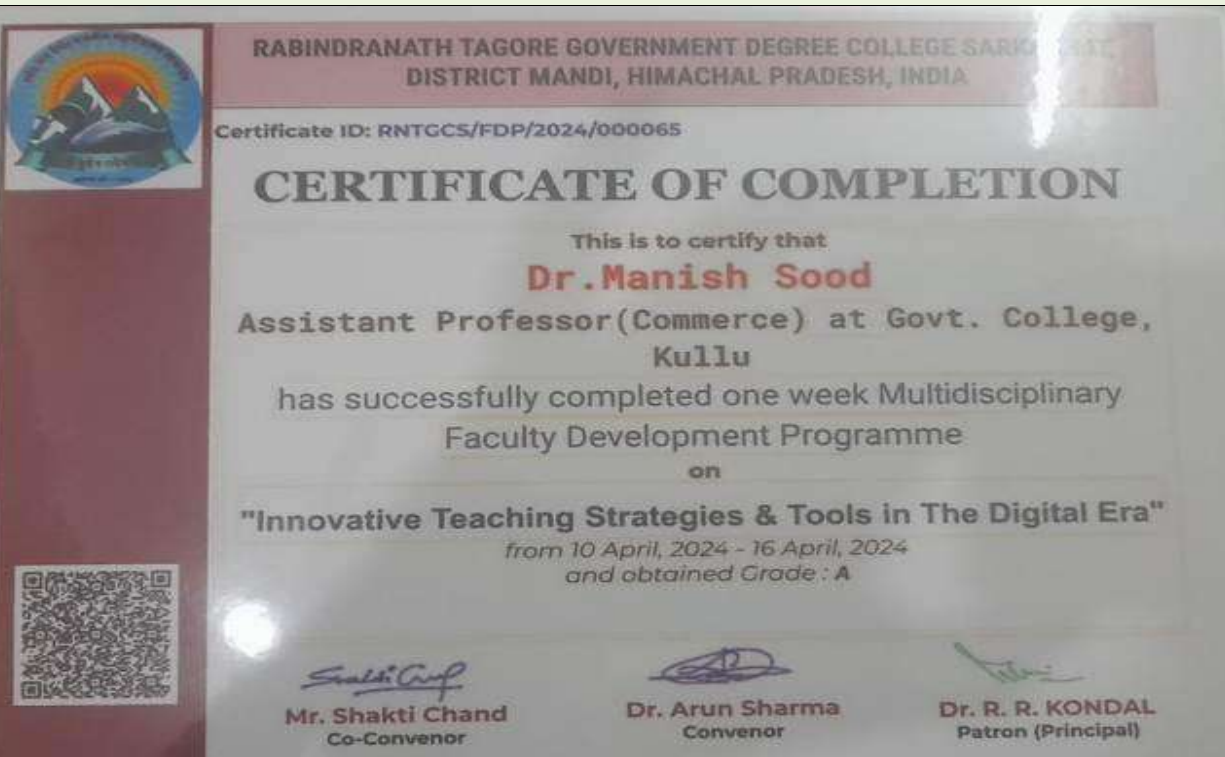 RABINDRANATH TAGORE GOVERNMENT DEGREE COLLEGE
DISTRICT MANDI, HIMACHAL PRADESH, INDIA
Certificate ID: RNTGCS/FDP/2024/000065
CERTIFICATE OF COMPLETION
This is to certify that
Dr.Manish Sood
Assistant Professor(Commerce) at Govt. College,
Kullu
has successfully completed one week Multidisciplinary
Faculty Development Programme
on
"Innovative Teaching Strategies & Tools in The Digital Era"
from 10 April, 2024 - 16 April, 2024
and obtained Grade : A
Mr. Shakti Chand
Co-Convenor
Dr. Arun Sharma
Convenor
Dr. R. R. KONDAL
Patron (Principal)